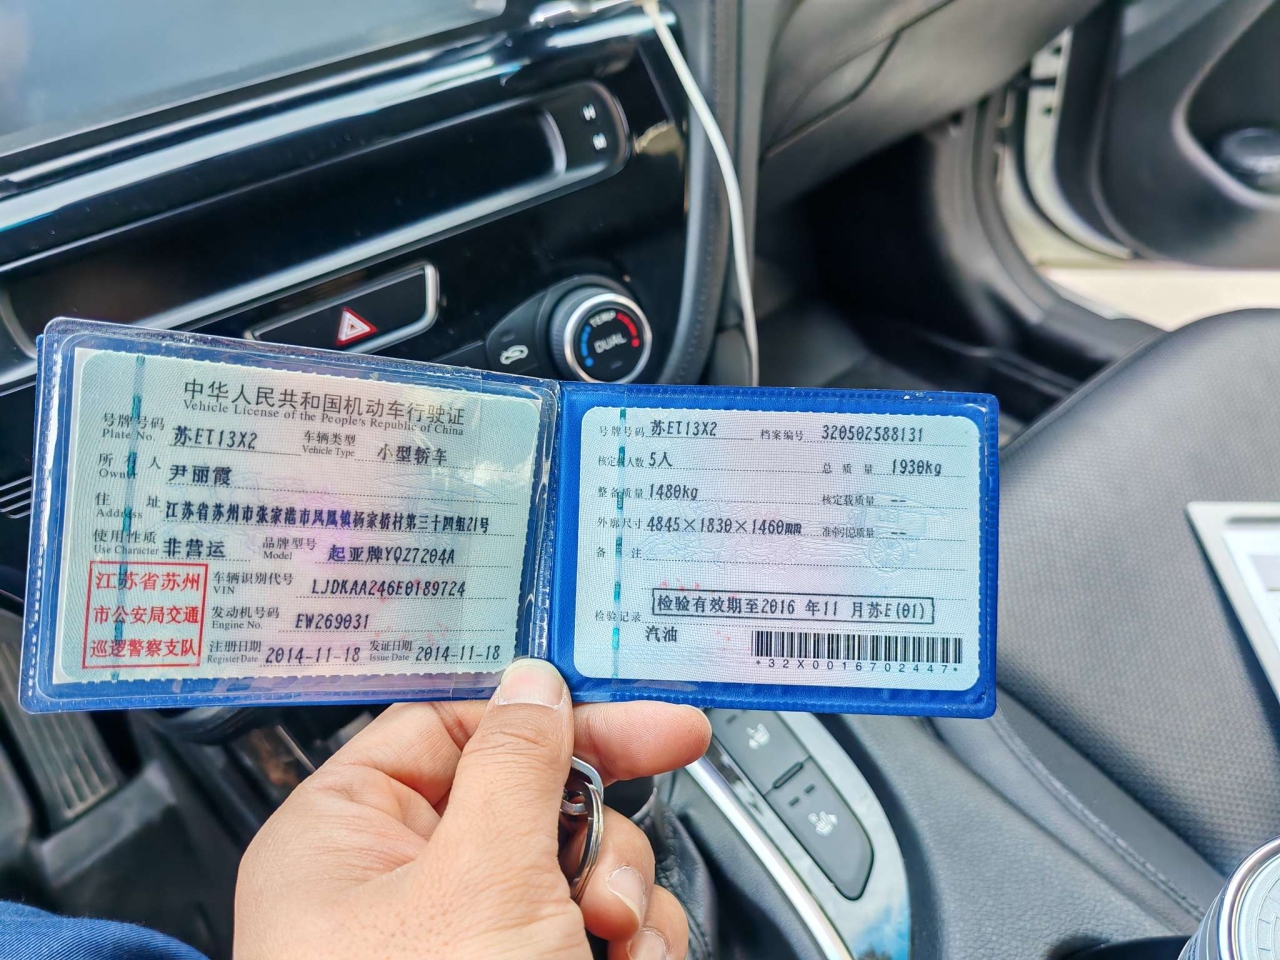 TEMP
DUAL
中华人民共和国机动车行驶证
Vehicle License of the People's Republic of China
号牌号码 苏ET13X2 车辆类型 小型轿车
Plate No. Vehicle Type
所有人 尹丽霞
Owner
住址 江苏省苏州市张家港市凤凰镇杨家桥村第三十四组21号
Address
使用性质 非营运 品牌型号 起亚牌YQZ7204A
Use Character Model
江苏省苏州
市公安局交通
巡逻警察支队
车辆识别代号 LJDKAA246E0189724
VIN
发动机号码 EW269031
Engine No.
注册日期 2014-11-18 发证日期 2014-11-18
Register Date Issue Date
号牌号码 苏ET13X2 档案编号 320502588131
核定载人数 5人 总质量 1930kg
整备质量 1480kg 核定载质量 --
外廓尺寸 4845×1830×1460mm 准牵引总质量 --
备注
检验记录 检验有效期至2016年11月苏E(01)
汽油
*32X0016702447*